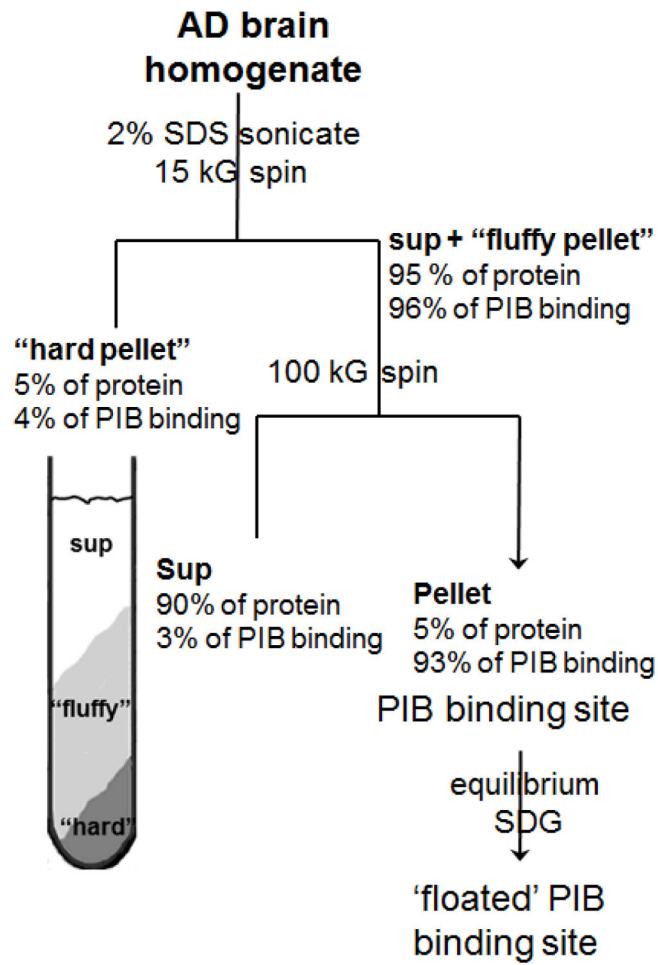 AD brain
homogenate
2% SDS sonicate
15 kG spin
sup + “fluffy pellet”
95 % of protein
96% of PIB binding
“hard pellet”
5% of protein
4% of PIB binding
100 kG spin
sup
“fluffy”
“hard”
Sup
90% of protein
3% of PIB binding
Pellet
5% of protein
93% of PIB binding
PIB binding site
equilibrium
SDG
‘floated’ PIB
binding site